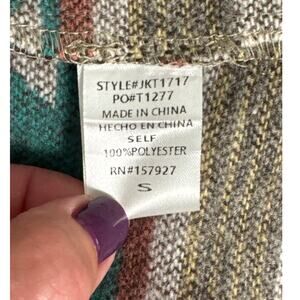 STYLE#JKT1717
PO#T1277
MADE IN CHINA
HECHO EN CHINA
SELF
100%POLYESTER
RN#157927
S